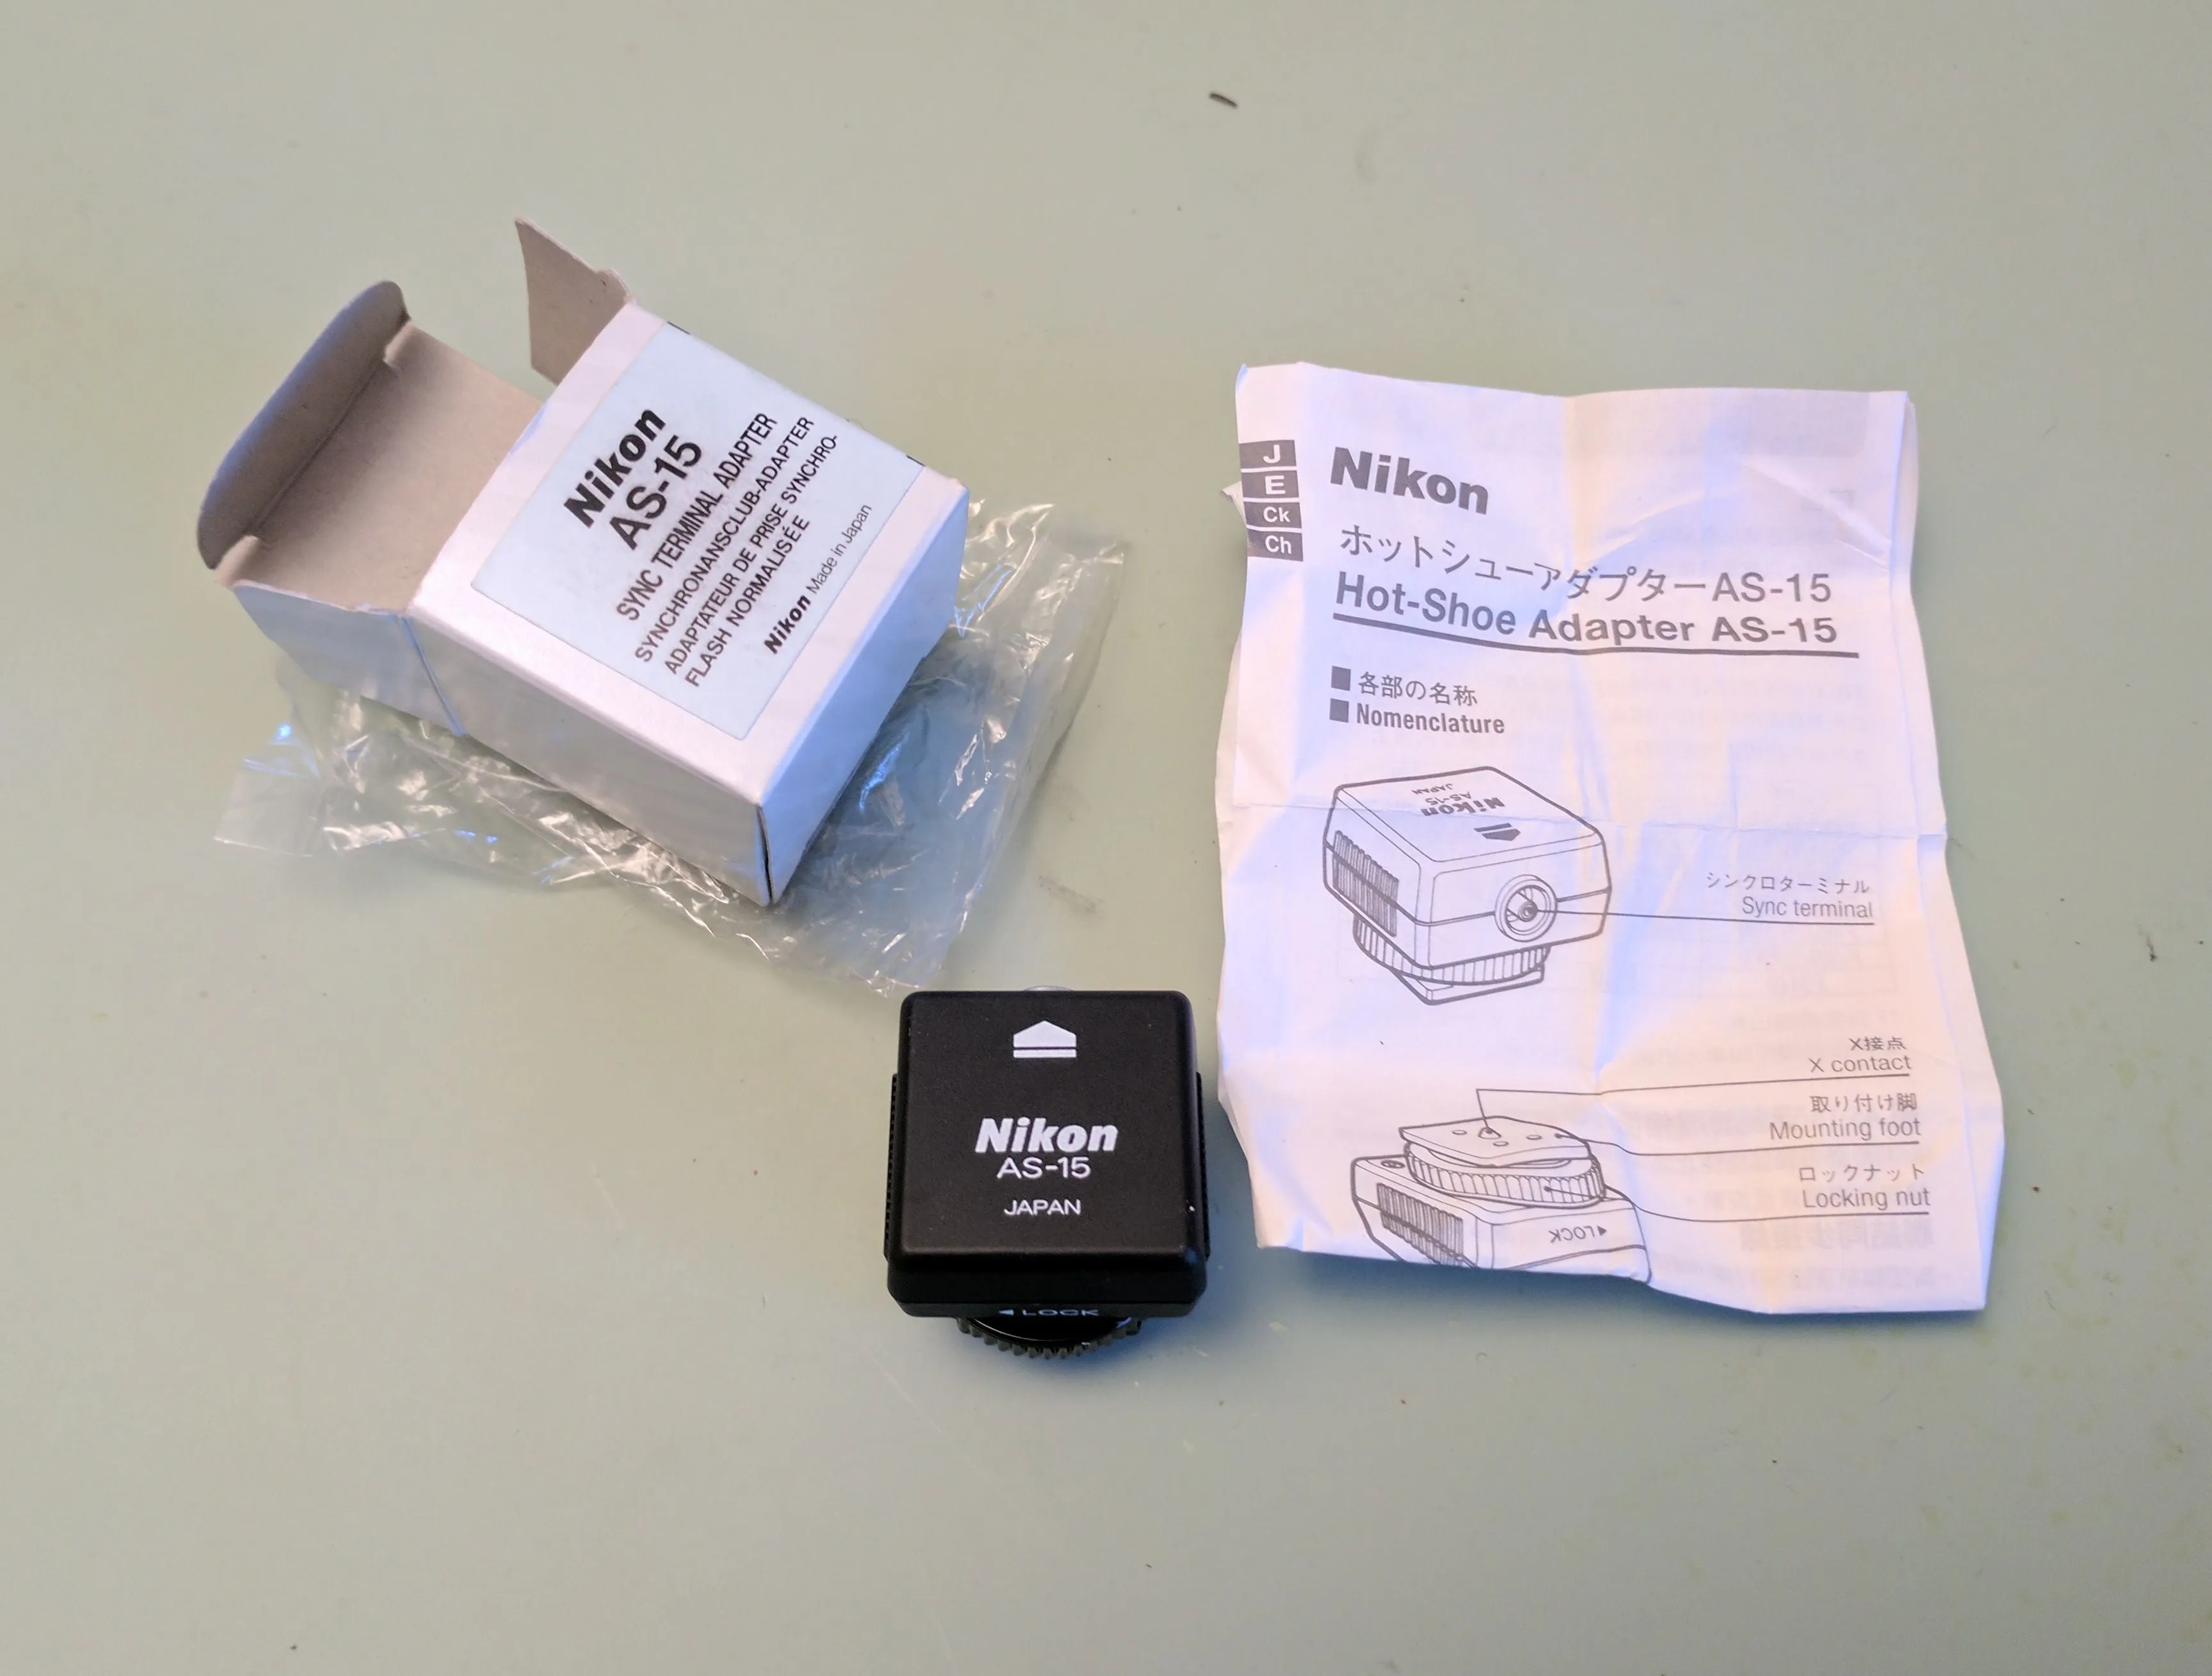 Nikon
AS-15
SYNC TERMINAL ADAPTER
SYNCHRONANSCLUB-ADAPTER
ADAPTATEUR DE PRISE SYNCHRO-
FLASH NORMALISÉE
Nikon Made in Japan
Nikon
AS-15
JAPAN
LOCK
J
E
Ck
Ch
Nikon
ホットシューアダプターAS-15
Hot-Shoe Adapter AS-15
■ 各部の名称
■ Nomenclature
Nikon
AS-15
JAPAN
シンクロターミナル
Sync terminal
X接点
X contact
取り付け脚
Mounting foot
ロックナット
Locking nut
LOCK